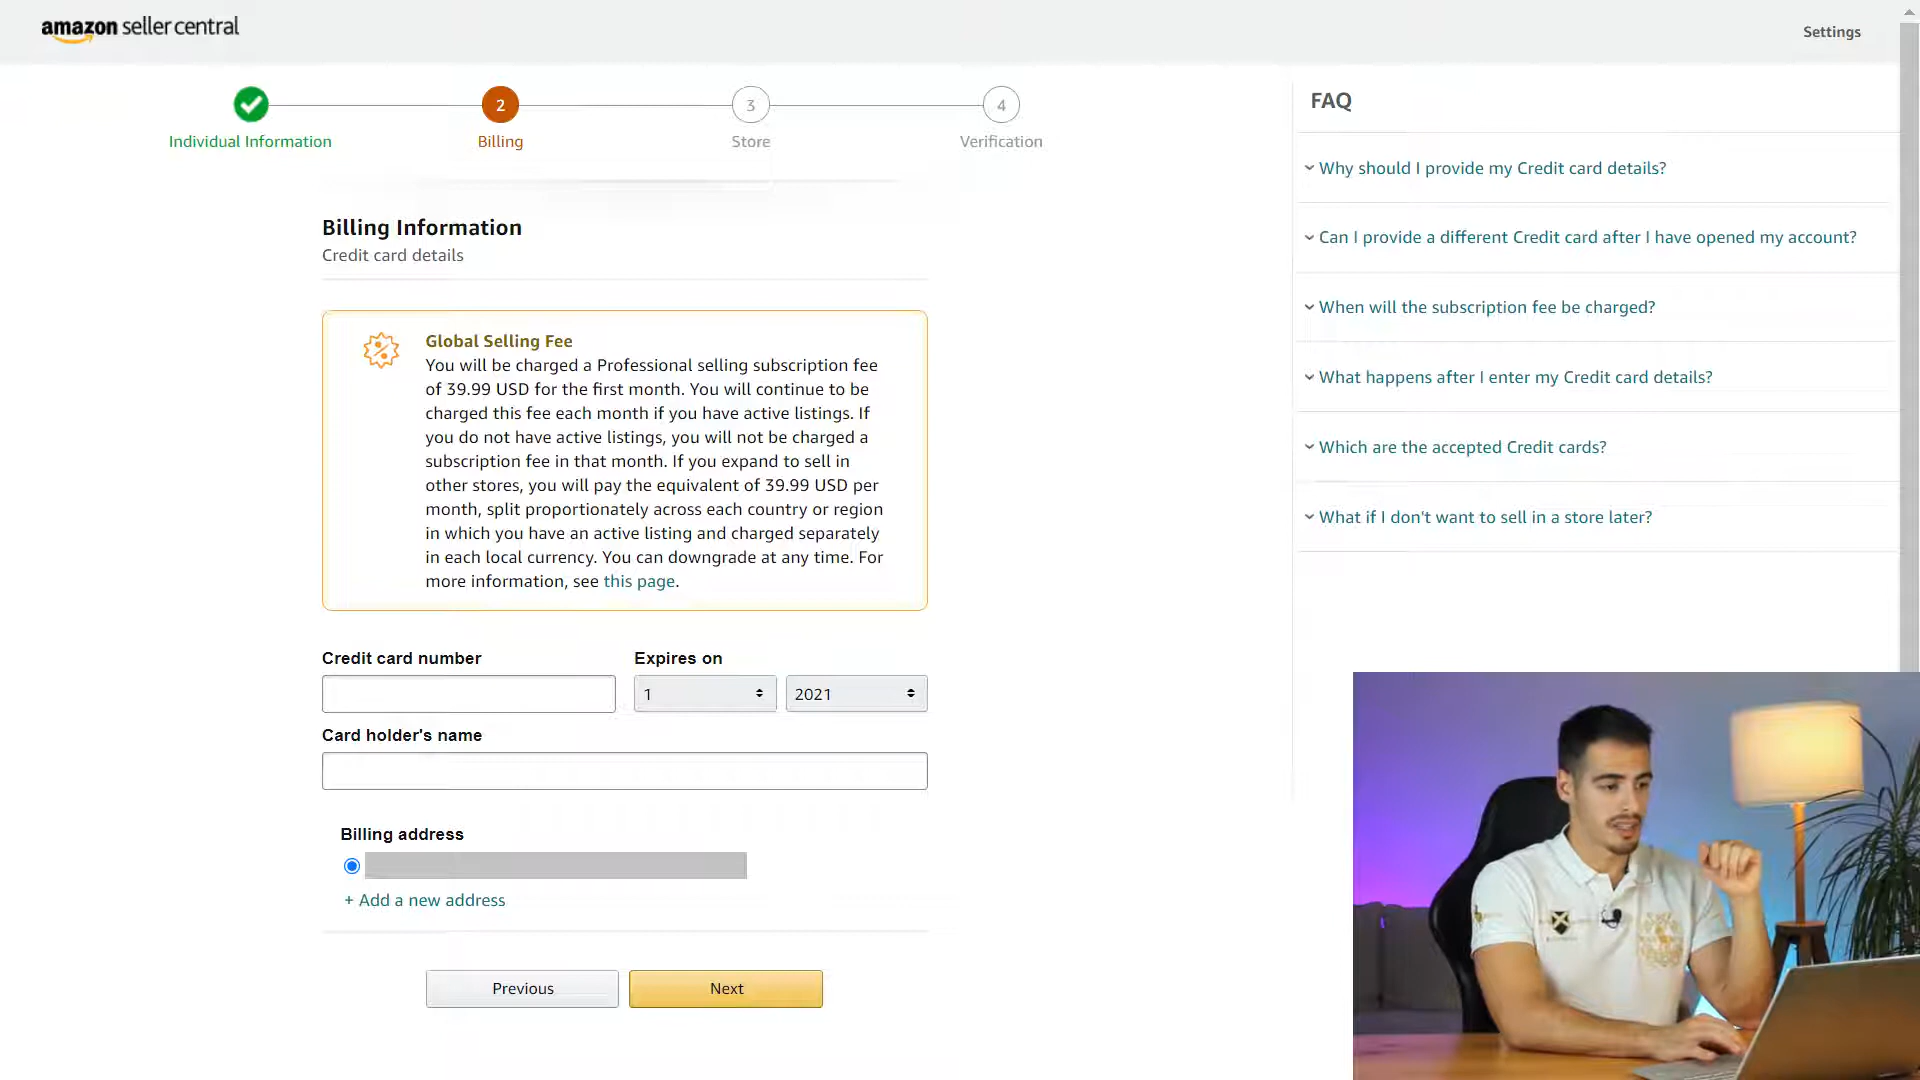 amazon seller central
Settings
2
3
4
Individual Information
Billing
Store
Verification
Billing Information
Credit card details
Global Selling Fee
You will be charged a Professional selling subscription fee
of 39.99 USD for the first month. You will continue to be
charged this fee each month if you have active listings. If
you do not have active listings, you will not be charged a
subscription fee in that month. If you expand to sell in
other stores, you will pay the equivalent of 39.99 USD per
month, split proportionately across each country or region
in which you have an active listing and charged separately
in each local currency. You can downgrade at any time. For
more information, see this page.
Credit card number
Expires on
1
2021
Card holder's name
Billing address
+ Add a new address
Previous
Next
FAQ
Why should I provide my Credit card details?
Can I provide a different Credit card after I have opened my account?
When will the subscription fee be charged?
What happens after I enter my Credit card details?
Which are the accepted Credit cards?
What if I don't want to sell in a store later?